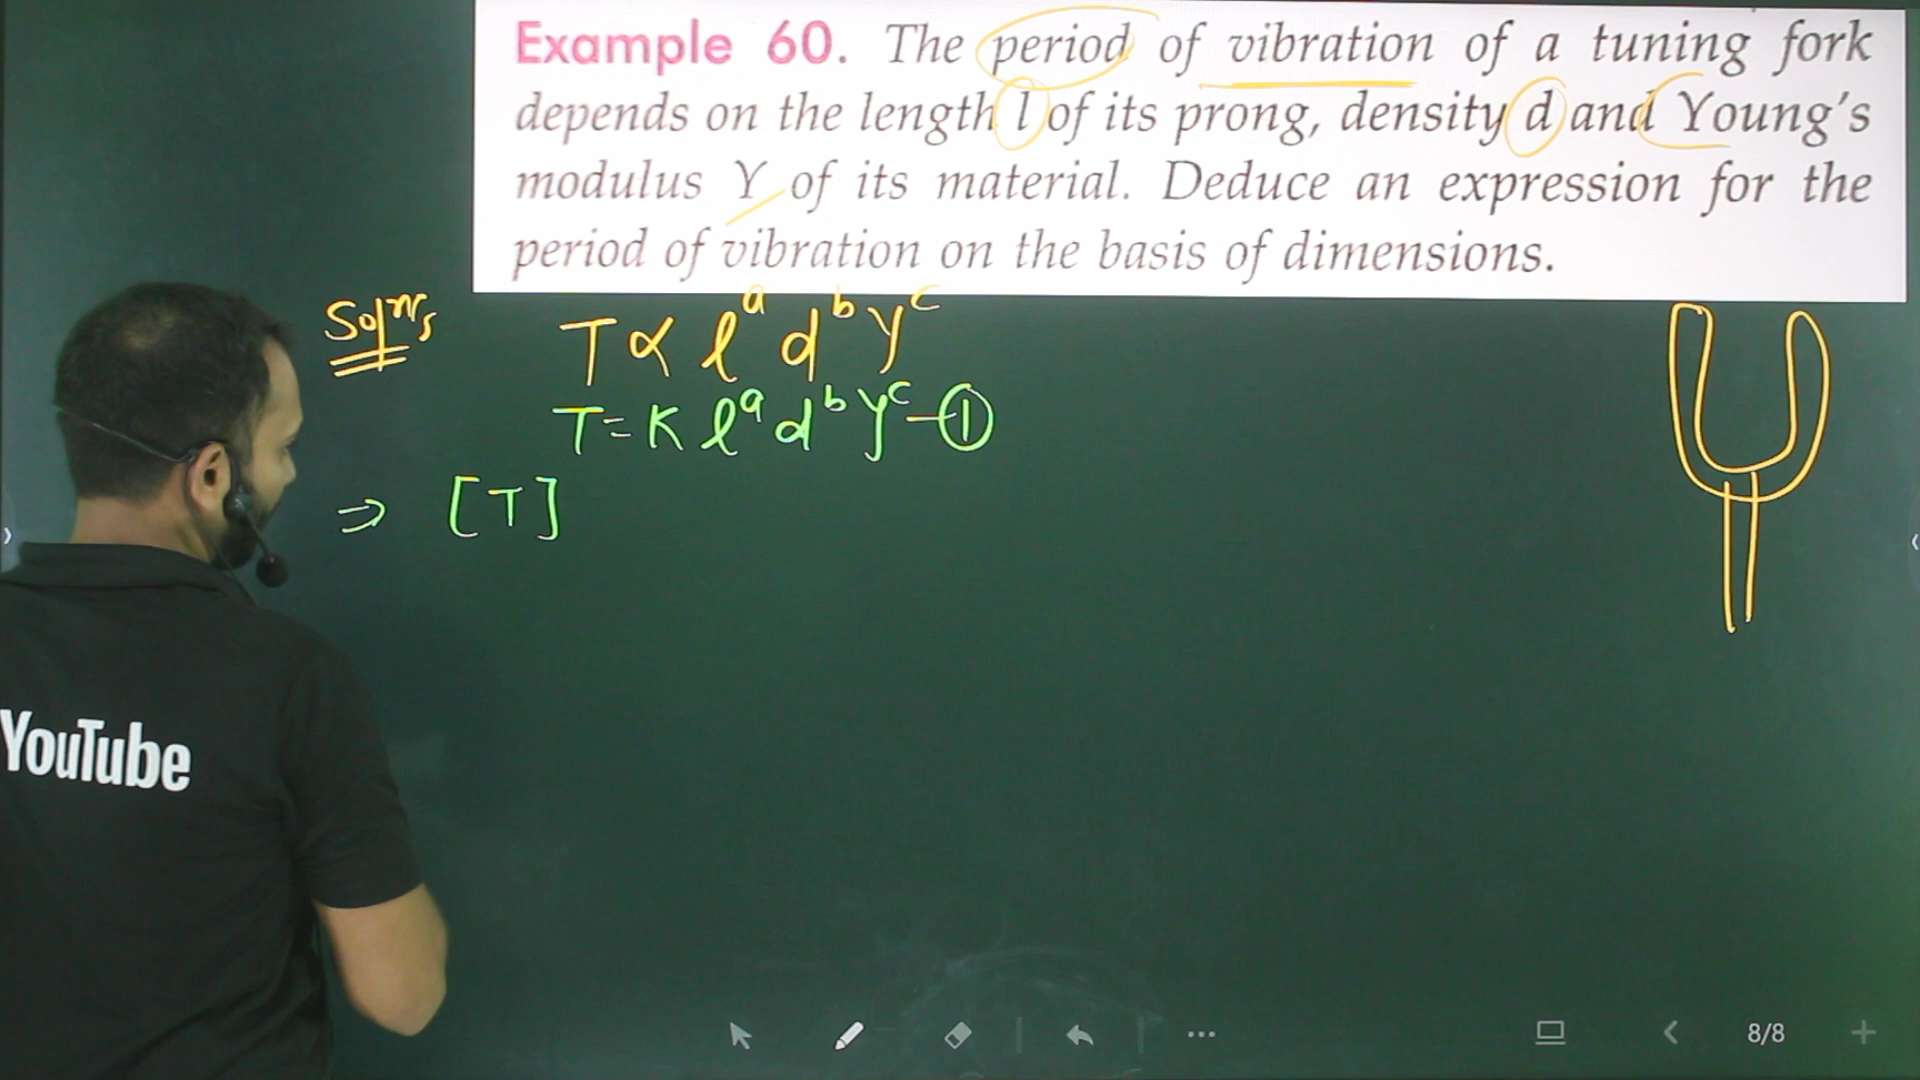 Example 60. The period of vibration of a tuning fork
depends on the length l of its prong, density d and Young's
modulus Y of its material. Deduce an expression for the
period of vibration on the basis of dimensions.
Solⁿs
T ∝ l^a d^b Y^c
T = K l^a d^b Y^c — ①
⇒ [T]
YouTube
8/8